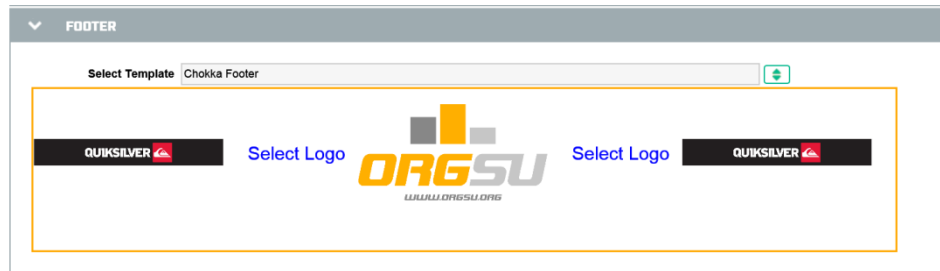 FOOTER
Select Template Chokka Footer
QUIKSILVER Select Logo ORGSU Select Logo QUIKSILVER
WWW.ORGSU.ORG